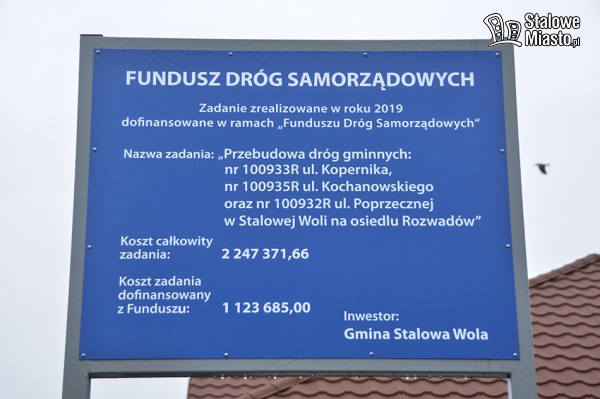 Stalowe
Miasto.pl
FUNDUSZ DRÓG SAMORZĄDOWYCH
Zadanie zrealizowane w roku 2019
dofinansowane w ramach „Funduszu Dróg Samorządowych"
Nazwa zadania: „Przebudowa dróg gminnych:
nr 100933R ul. Kopernika,
nr 100935R ul. Kochanowskiego
oraz nr 100932R ul. Poprzecznej
w Stalowej Woli na osiedlu Rozwadów”
Koszt całkowity
zadania: 2 247 371,66
Koszt zadania
dofinansowany
z Funduszu: 1 123 685,00
Inwestor:
Gmina Stalowa Wola